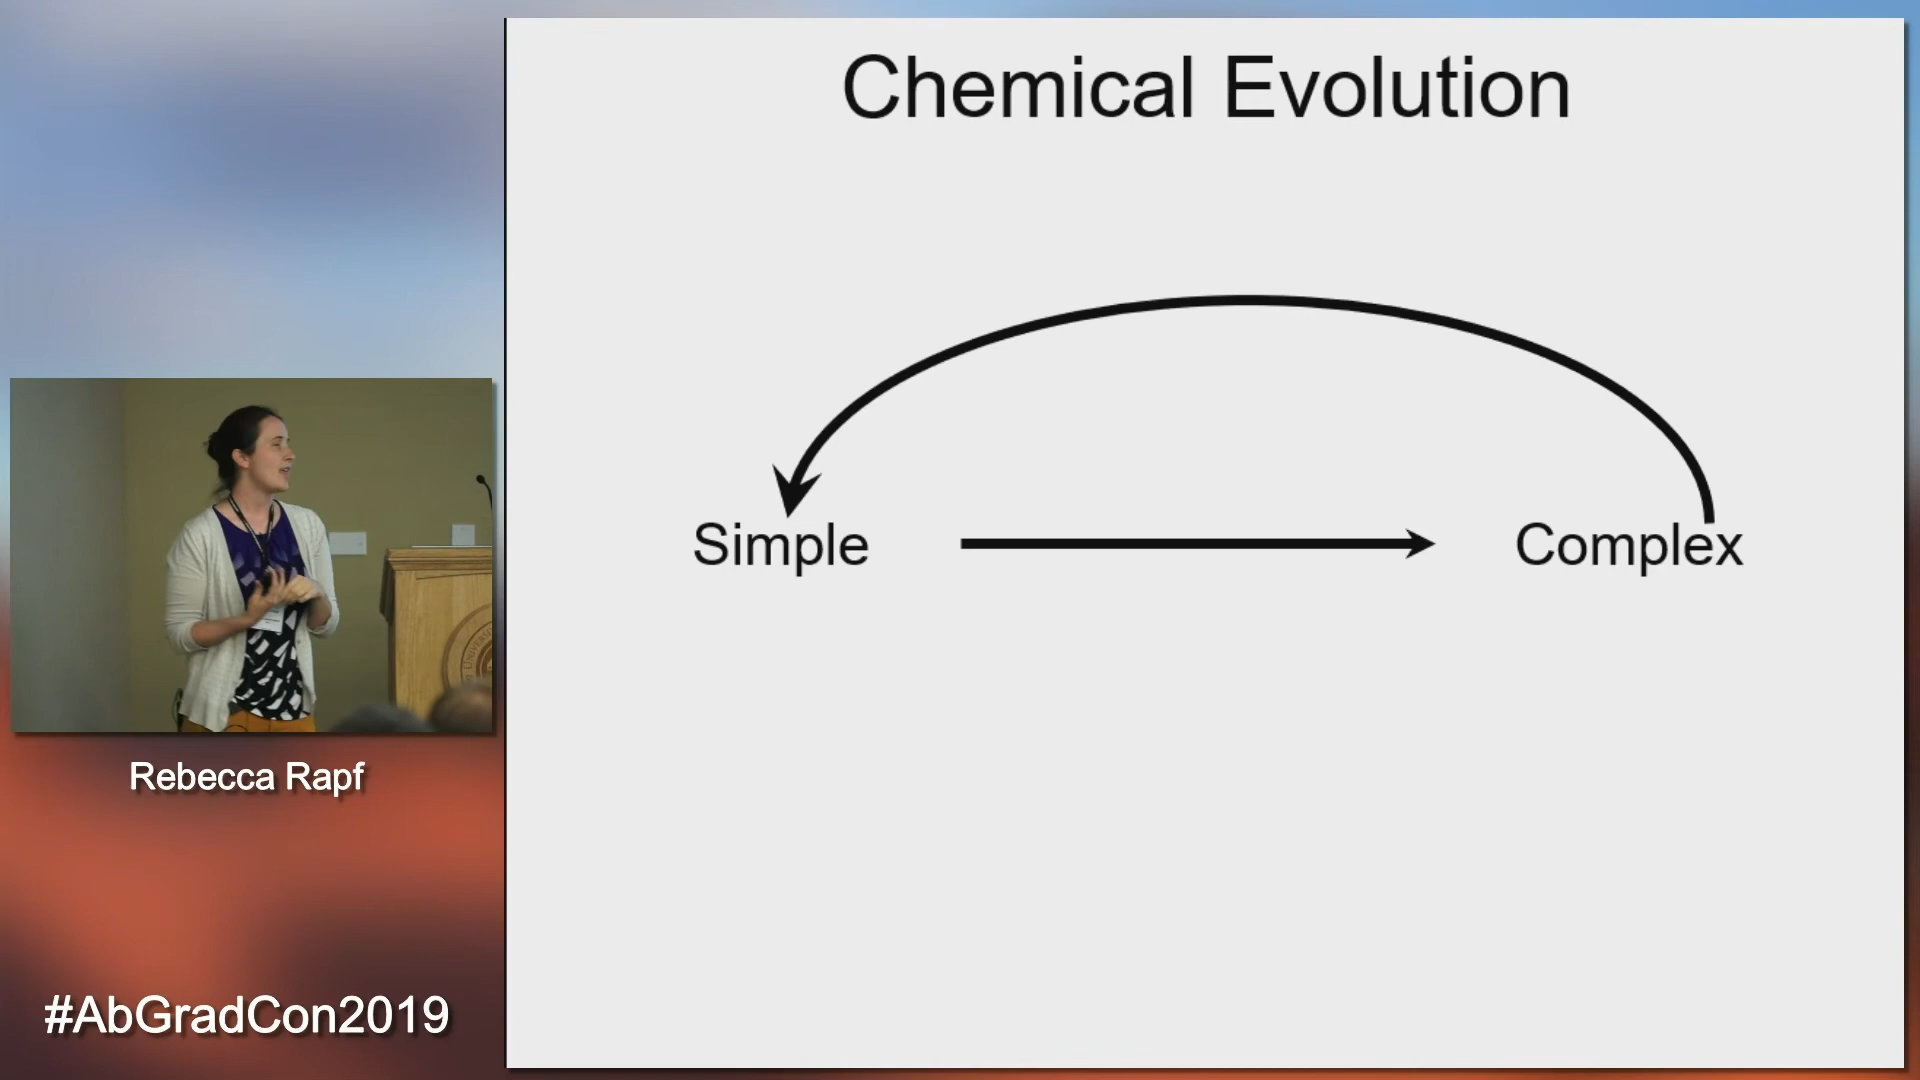 Chemical Evolution
Simple
Complex
Rebecca Rapf
#AbGradCon2019